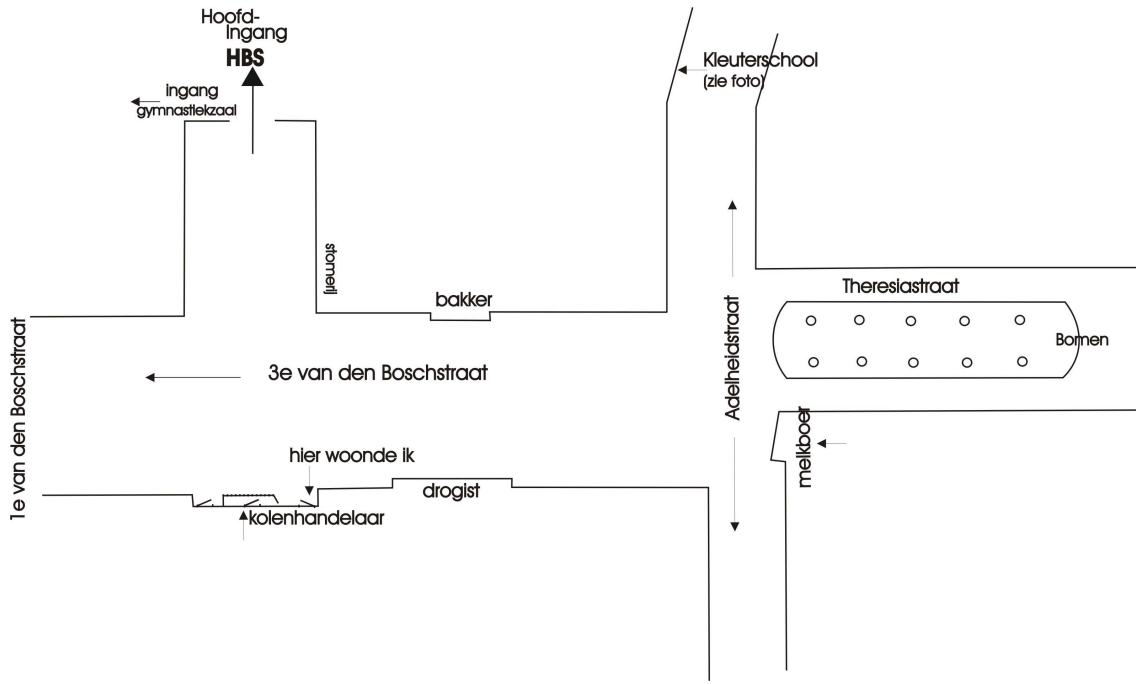 Hoofd-
Ingang
HBS
ingang
gymnastiekzaal
Kleuterschool
(zie foto)
stomerij
bakker
Theresiastraat
Bomen
1e van den Boschstraat
3e van den Boschstraat
Adelheidstraat
melkboer
hier woonde ik
drogist
kolenhandelaar